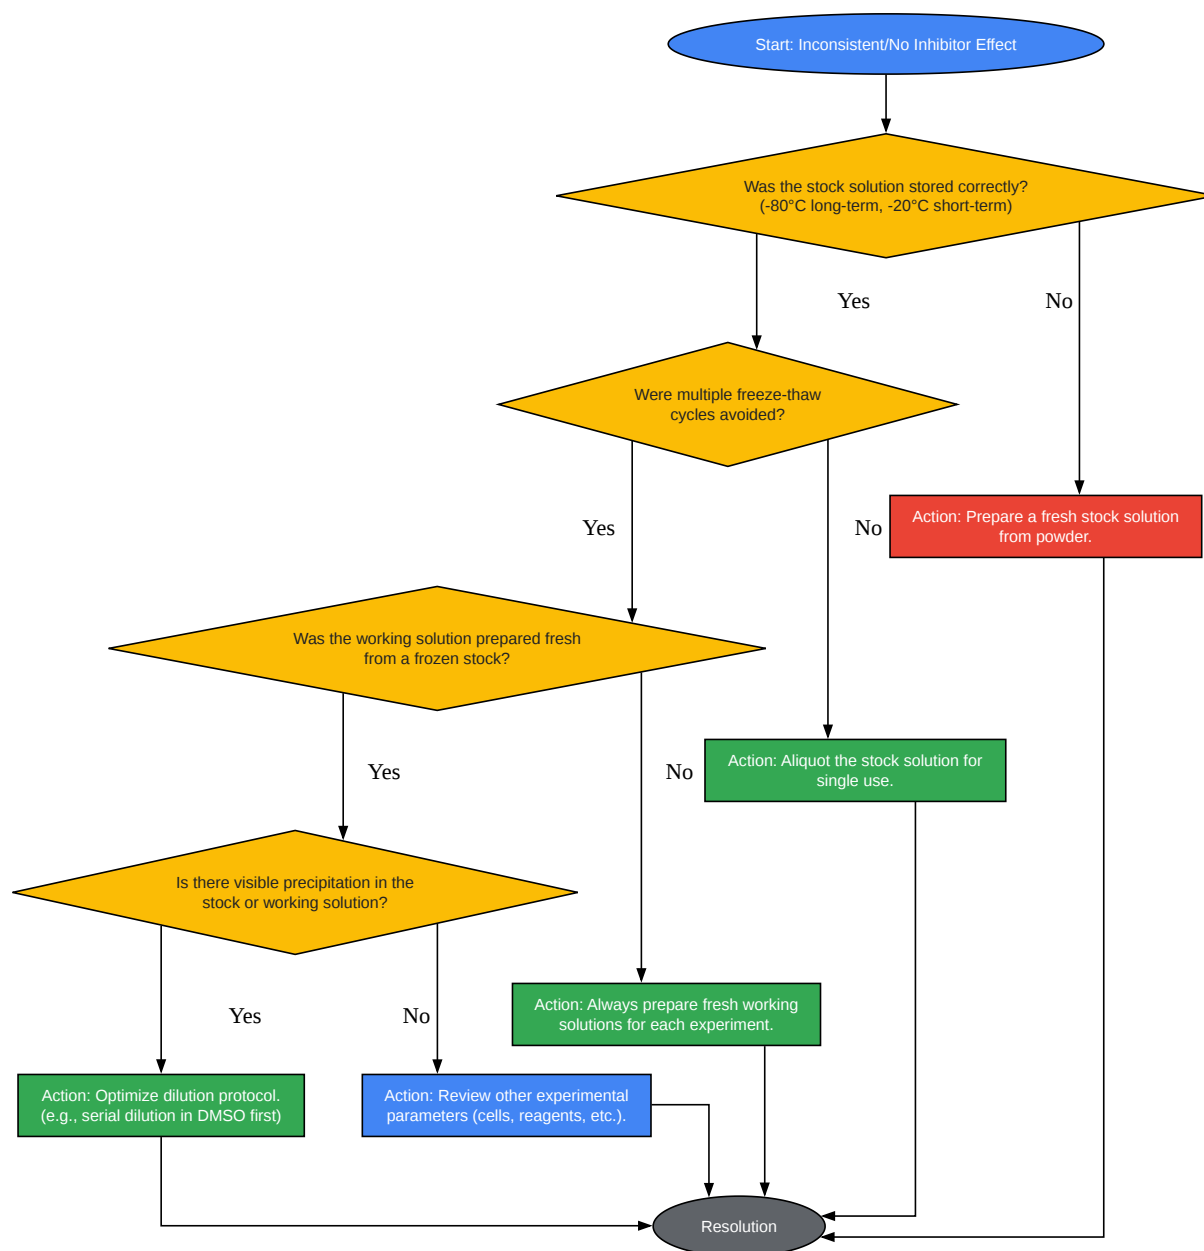 Start: Inconsistent/No Inhibitor Effect
Was the stock solution stored correctly?
(-80°C long-term, -20°C short-term)
Yes
No
Were multiple freeze-thaw
cycles avoided?
Yes
No
Action: Prepare a fresh stock solution
from powder.
Was the working solution prepared fresh
from a frozen stock?
Yes
No
Action: Aliquot the stock solution for
single use.
Is there visible precipitation in the
stock or working solution?
Yes
No
Action: Always prepare fresh working
solutions for each experiment.
Action: Optimize dilution protocol.
(e.g., serial dilution in DMSO first)
Action: Review other experimental
parameters (cells, reagents, etc.).
Resolution